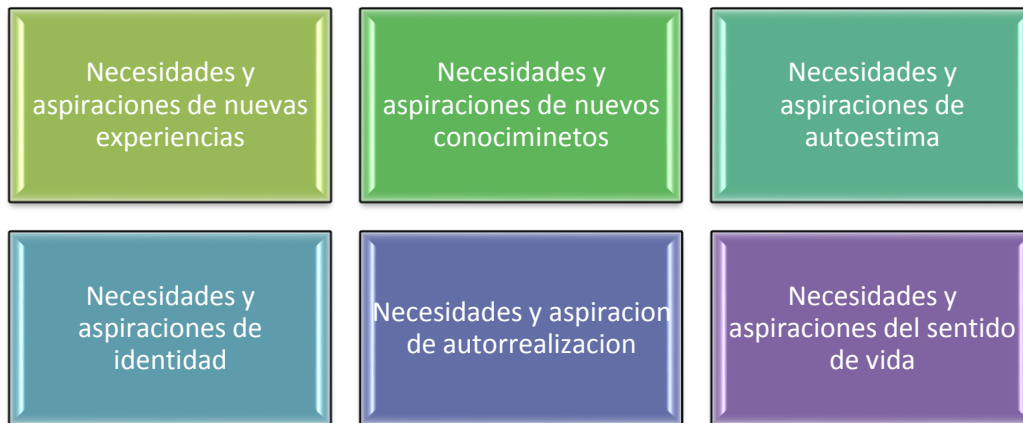 Necesidades y
aspiraciones de nuevas
experiencias
Necesidades y
aspiraciones de nuevos
conociminetos
Necesidades y
aspiraciones de
autoestima
Necesidades y
aspiraciones de
identidad
Necesidades y aspiracion
de autorrealizacion
Necesidades y
aspiraciones del sentido
de vida